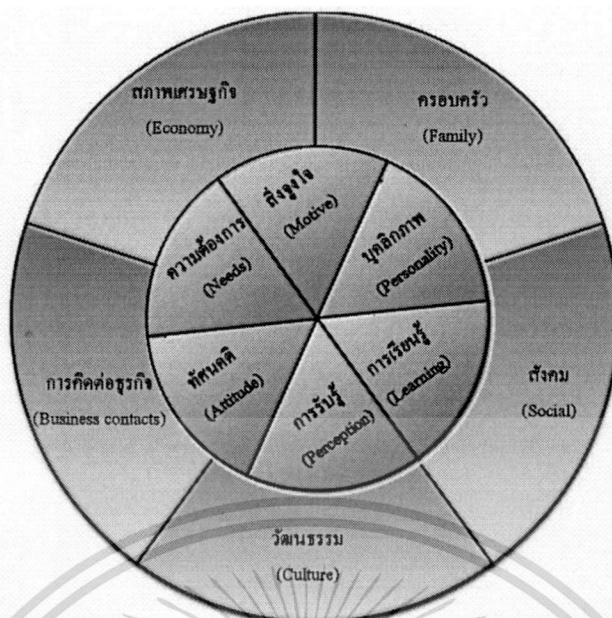 สภาพเศรษฐกิจ
(Economy)
ครอบครัว
(Family)
สิ่งจูงใจ
(Motive)
ความต้องการ
(Needs)
บุคลิกภาพ
(Personality)
ทัศนคติ
(Attitude)
การรับรู้
(Perception)
การเรียนรู้
(Learning)
การติดต่อธุรกิจ
(Business contacts)
สังคม
(Social)
วัฒนธรรม
(Culture)